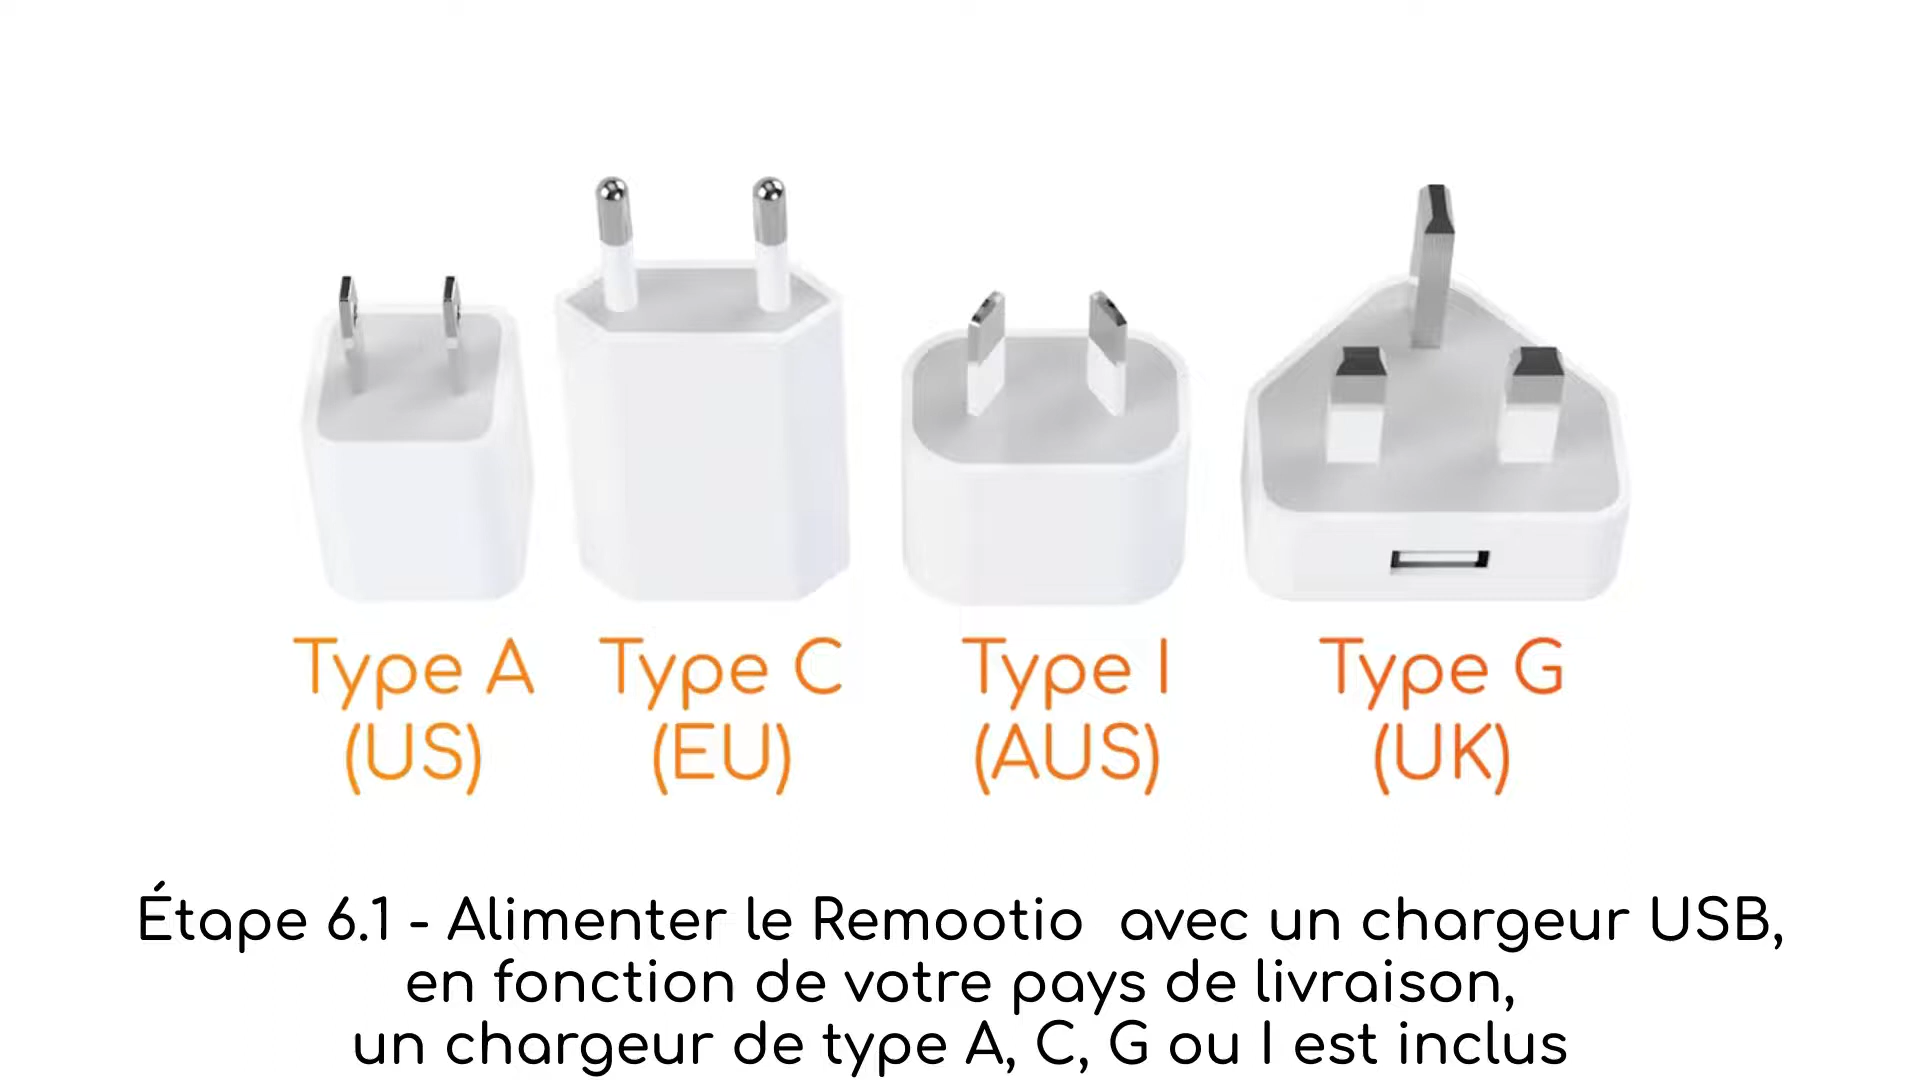 Type A
(US)
Type C
(EU)
Type I
(AUS)
Type G
(UK)
Étape 6.1 - Alimenter le Remootio avec un chargeur USB,
en fonction de votre pays de livraison,
un chargeur de type A, C, G ou I est inclus